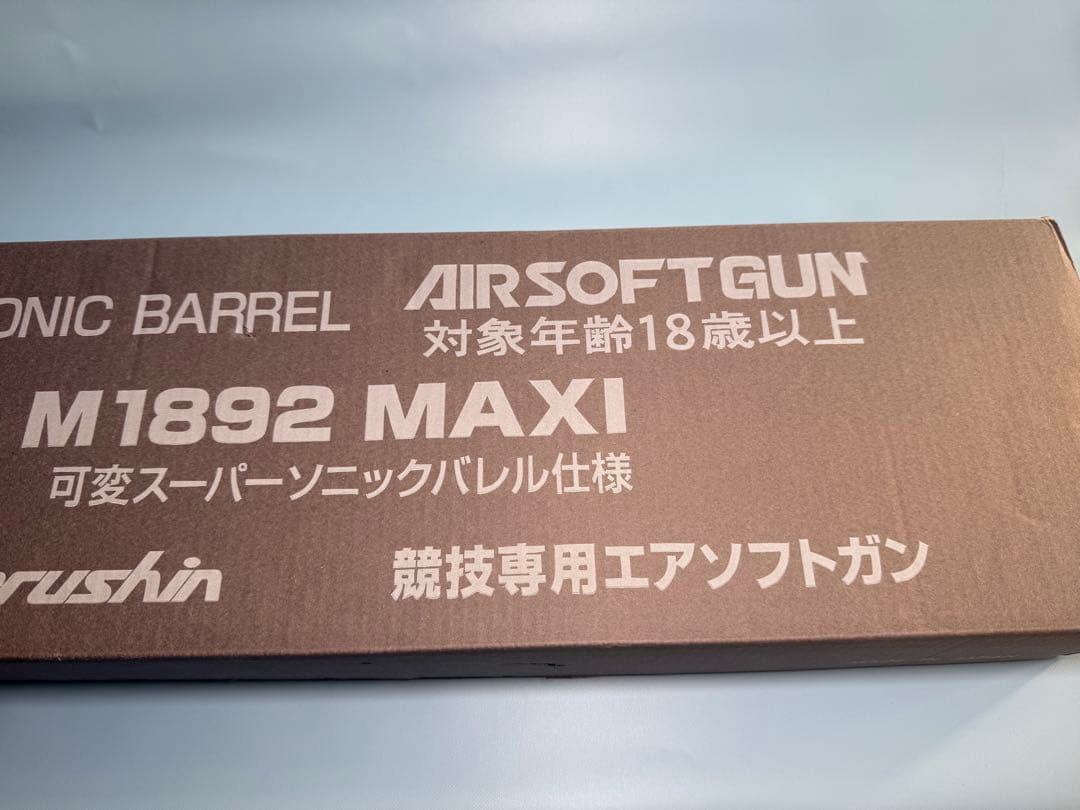 ONIC BARREL
AIRSOFTGUN
対象年齢18歳以上
M1892 MAXI
可変スーパーソニックバレル仕様
rushin
競技専用エアソフトガン